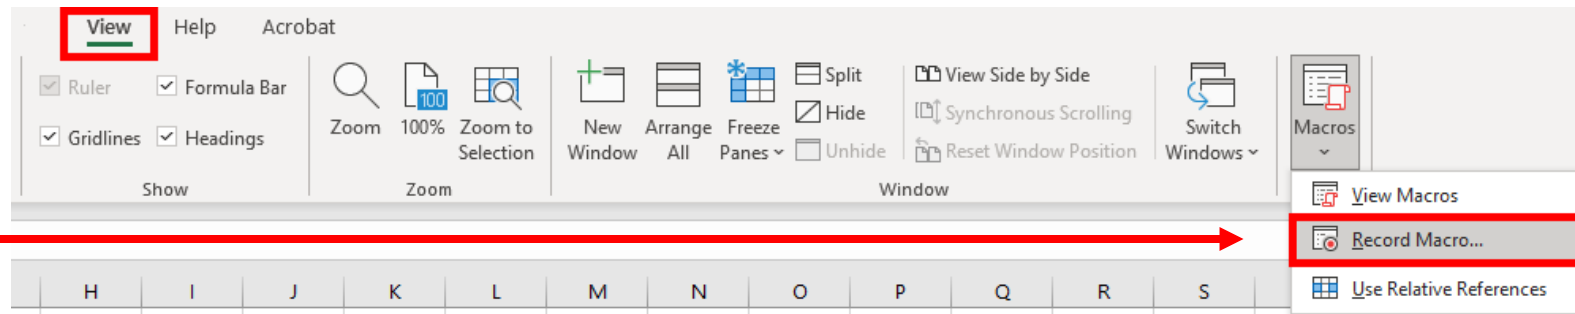 View Help Acrobat
Ruler Formula Bar
Gridlines Headings
Show
Zoom
100
100%
Zoom to
Selection
Zoom
New
Window
Arrange
All
Freeze
Panes
Split
Hide
Unhide
View Side by Side
Synchronous Scrolling
Reset Window Position
Switch
Windows
Window
Macros
View Macros
Record Macro...
Use Relative References
H I J K L M N O P Q R S